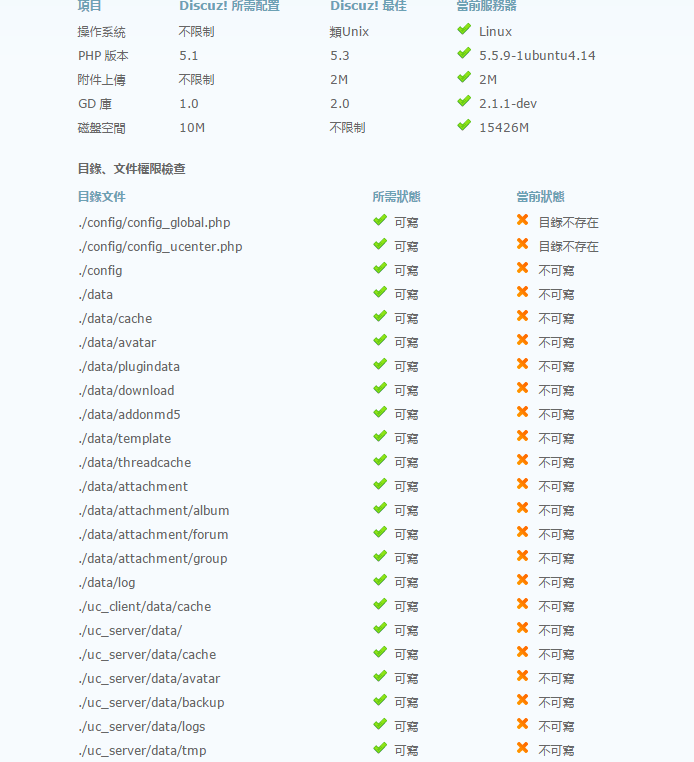 項目 Discuz! 所需配置 Discuz! 最佳 當前服務器
操作系統 不限制 類Unix Linux
PHP 版本 5.1 5.3 5.5.9-1ubuntu4.14
附件上傳 不限制 2M 2M
GD 庫 1.0 2.0 2.1.1-dev
磁盤空間 10M 不限制 15426M
目錄、文件權限檢查
目錄文件 所需狀態 當前狀態
./config/config_global.php 可寫 目錄不存在
./config/config_ucenter.php 可寫 目錄不存在
./config 可寫 不可寫
./data 可寫 不可寫
./data/cache 可寫 不可寫
./data/avatar 可寫 不可寫
./data/plugindata 可寫 不可寫
./data/download 可寫 不可寫
./data/addonmd5 可寫 不可寫
./data/template 可寫 不可寫
./data/threadcache 可寫 不可寫
./data/attachment 可寫 不可寫
./data/attachment/album 可寫 不可寫
./data/attachment/forum 可寫 不可寫
./data/attachment/group 可寫 不可寫
./data/log 可寫 不可寫
./uc_client/data/cache 可寫 不可寫
./uc_server/data/ 可寫 不可寫
./uc_server/data/cache 可寫 不可寫
./uc_server/data/avatar 可寫 不可寫
./uc_server/data/backup 可寫 不可寫
./uc_server/data/logs 可寫 不可寫
./uc_server/data/tmp 可寫 不可寫